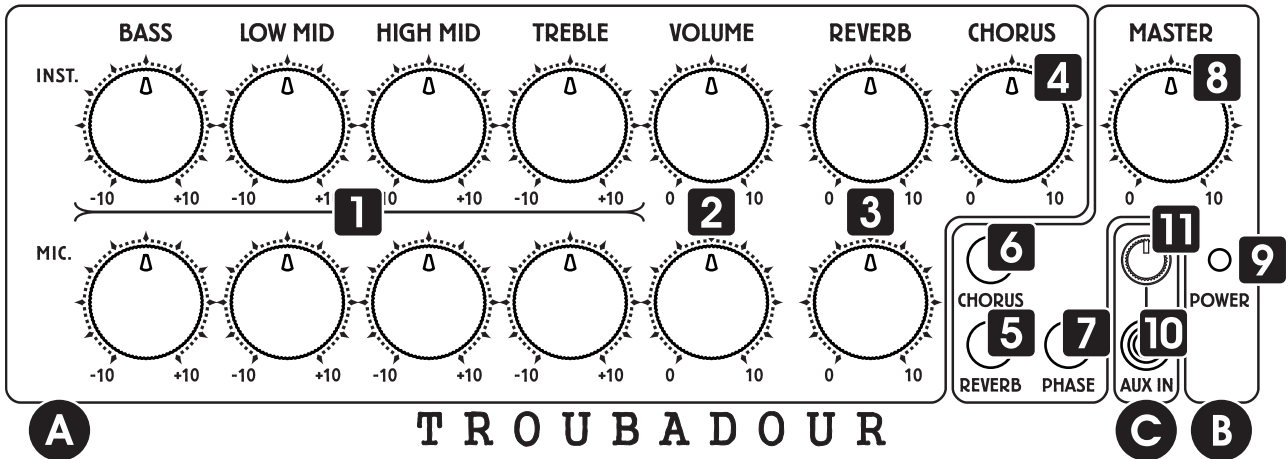 BASS LOW MID HIGH MID TREBLE VOLUME REVERB CHORUS MASTER
INST. 4 8
-10 +10 -10 +1 10 +10 -10 +10 0 10 0 10 0 10 0 10
1 2 3
MIC. 6 11 9
CHORUS POWER
5 7 10
-10 +10 -10 +10 -10 +10 -10 +10 0 10 0 10
REVERB PHASE AUX IN
A TROUBADOUR C B